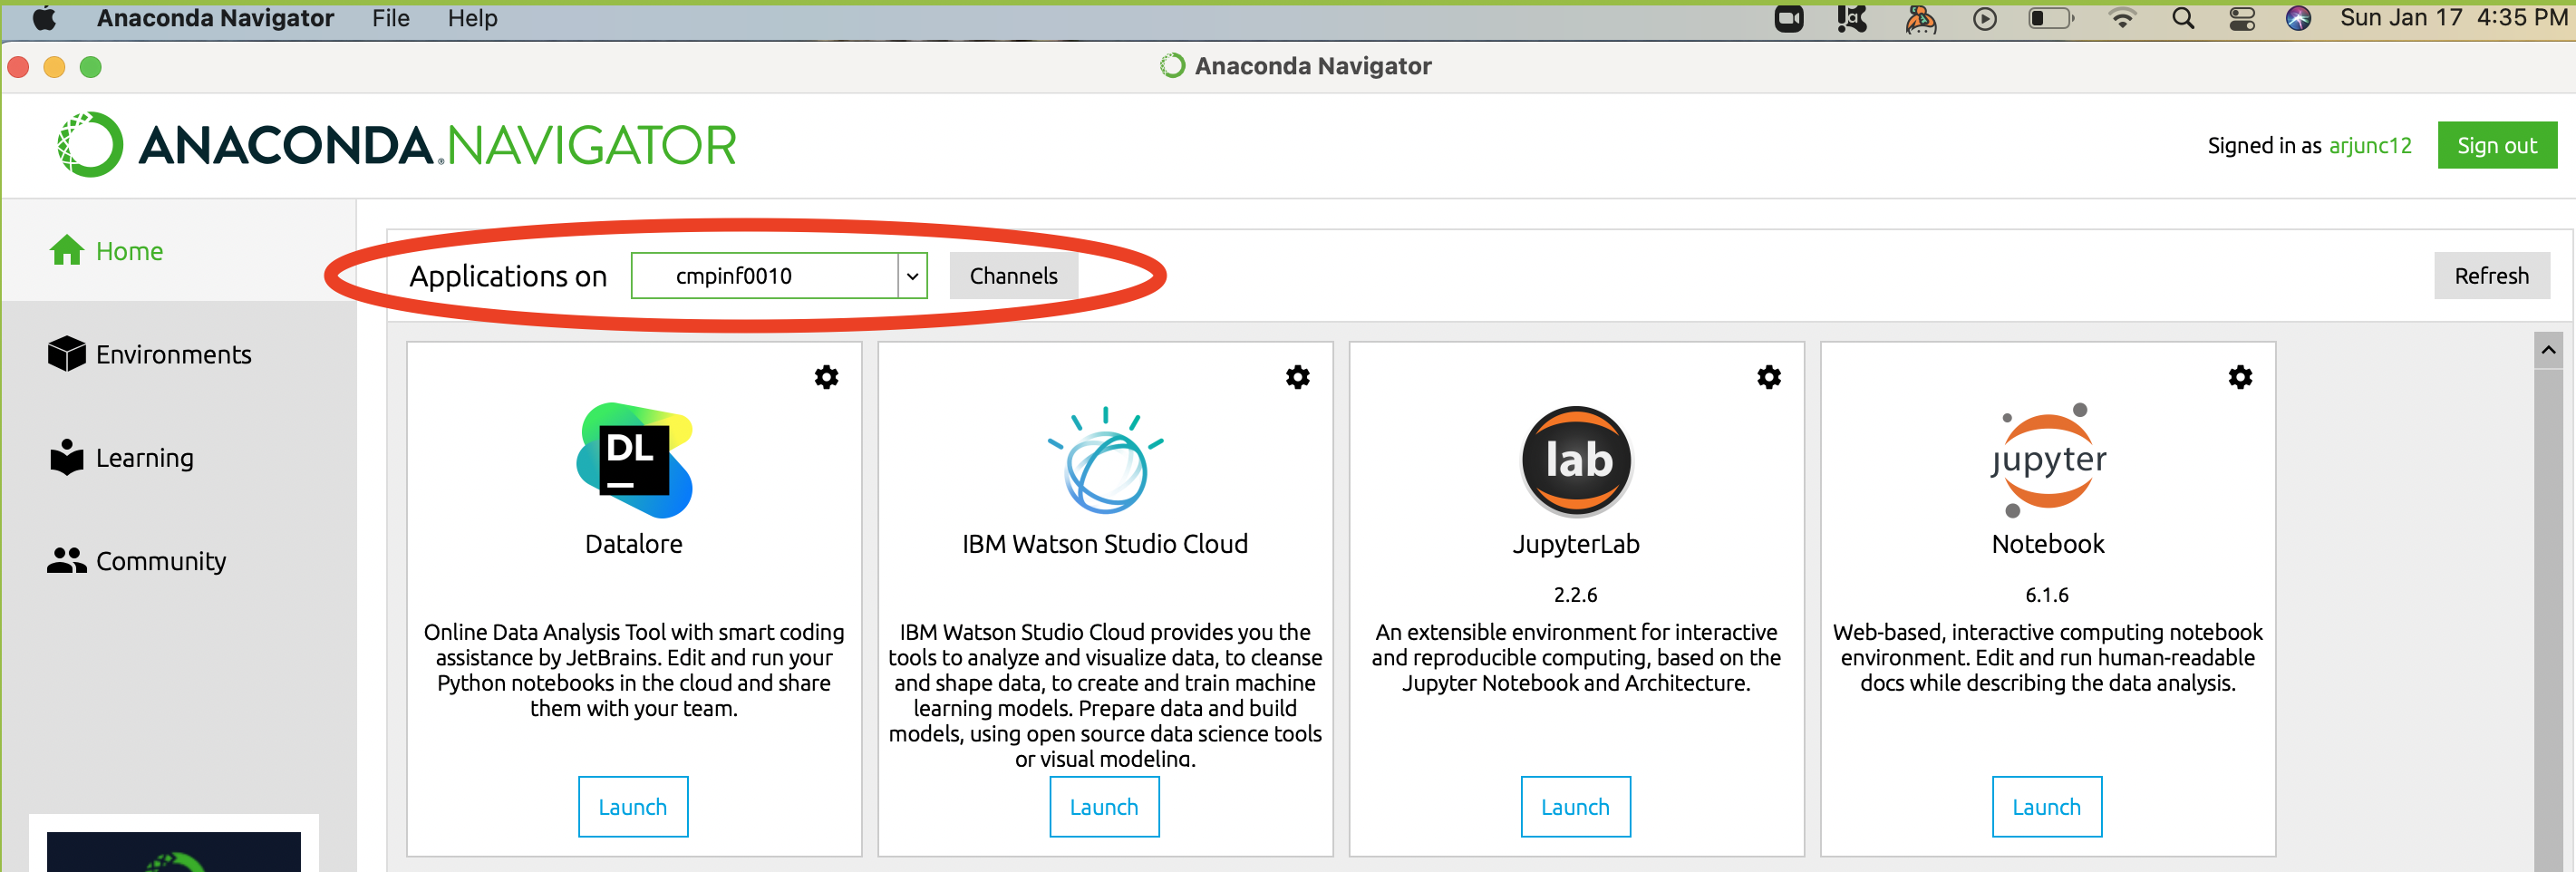 Anaconda Navigator File Help Sun Jan 17 4:35 PM
Anaconda Navigator
ANACONDA.NAVIGATOR
Signed in as arjunc12 Sign out
Home
Applications on cmpinf0010 Channels Refresh
Environments
Learning
Community
DL
Datalore
Online Data Analysis Tool with smart coding
assistance by JetBrains. Edit and run your
Python notebooks in the cloud and share
them with your team.
Launch
IBM Watson Studio Cloud
IBM Watson Studio Cloud provides you the
tools to analyze and visualize data, to cleanse
and shape data, to create and train machine
learning models. Prepare data and build
models, using open source data science tools
or visual modeling.
Launch
lab
JupyterLab
2.2.6
An extensible environment for interactive
and reproducible computing, based on the
Jupyter Notebook and Architecture.
Launch
jupyter
Notebook
6.1.6
Web-based, interactive computing notebook
environment. Edit and run human-readable
docs while describing the data analysis.
Launch